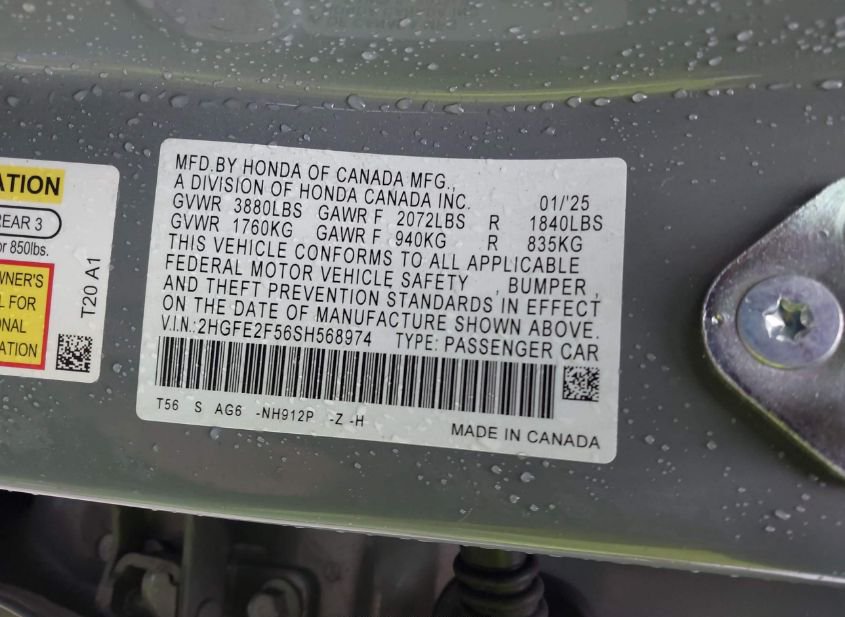 ATION
REAR 3
or 850lbs.
OWNER'S
L FOR
ONAL
ATION
T20 A1
MFD.BY HONDA OF CANADA MFG.,
A DIVISION OF HONDA CANADA INC. 01/'25
GVWR 3880LBS GAWR F 2072LBS R 1840LBS
GVWR 1760KG GAWR F 940KG R 835KG
THIS VEHICLE CONFORMS TO ALL APPLICABLE
FEDERAL MOTOR VEHICLE SAFETY , BUMPER ,
AND THEFT PREVENTION STANDARDS IN EFFECT
ON THE DATE OF MANUFACTURE SHOWN ABOVE.
V.I.N.:2HGFE2F56SH568974 TYPE: PASSENGER CAR
T56 S AG6 -NH912P -Z -H
MADE IN CANADA